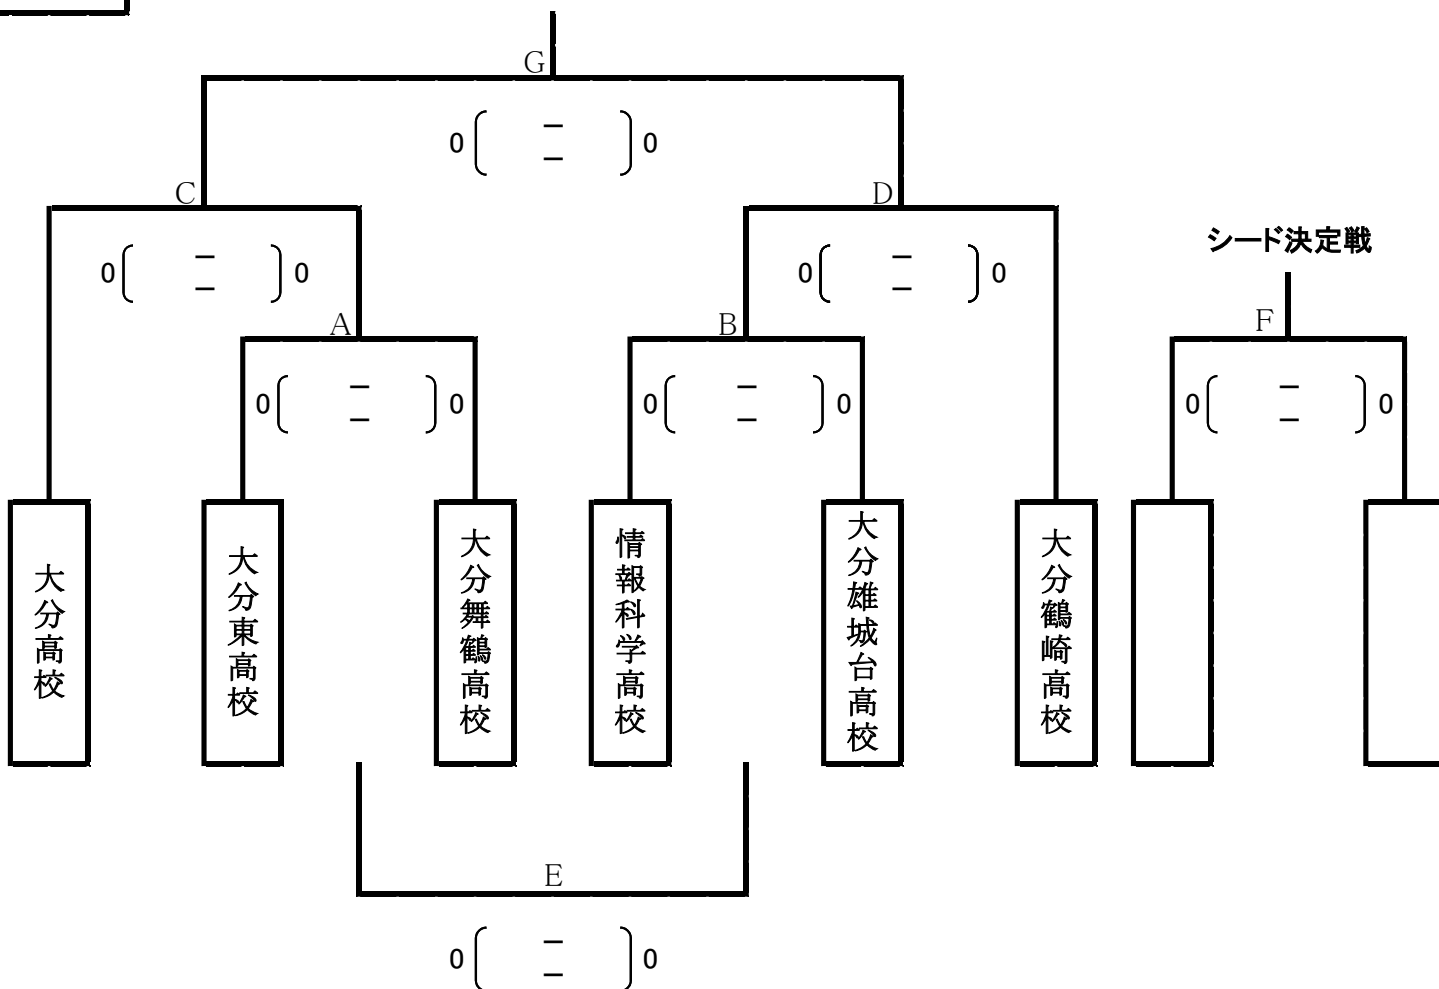 G
0 － 0
－
C
D
シード決定戦
0 － 0
－
0 － 0
－
A
B
F
0 － 0
－
0 － 0
－
0 － 0
－
大分高校
大分東高校
大分舞鶴高校
情報科学高校
大分雄城台高校
大分鶴崎高校
E
0 － 0
－